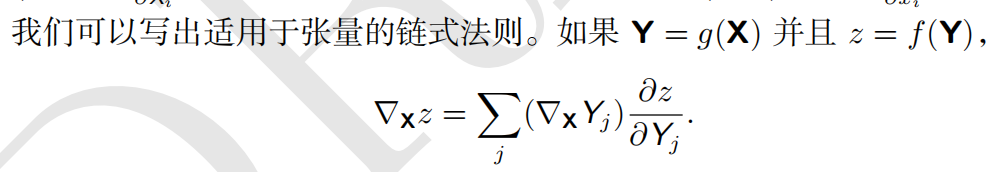 我们可以写出适用于张量的链式法则。如果 𝗬 = g(𝗫) 并且 z = f(𝗬),
∇_𝗫 z = ∑_j (∇_𝗫 Y_j) ∂z/∂Y_j.